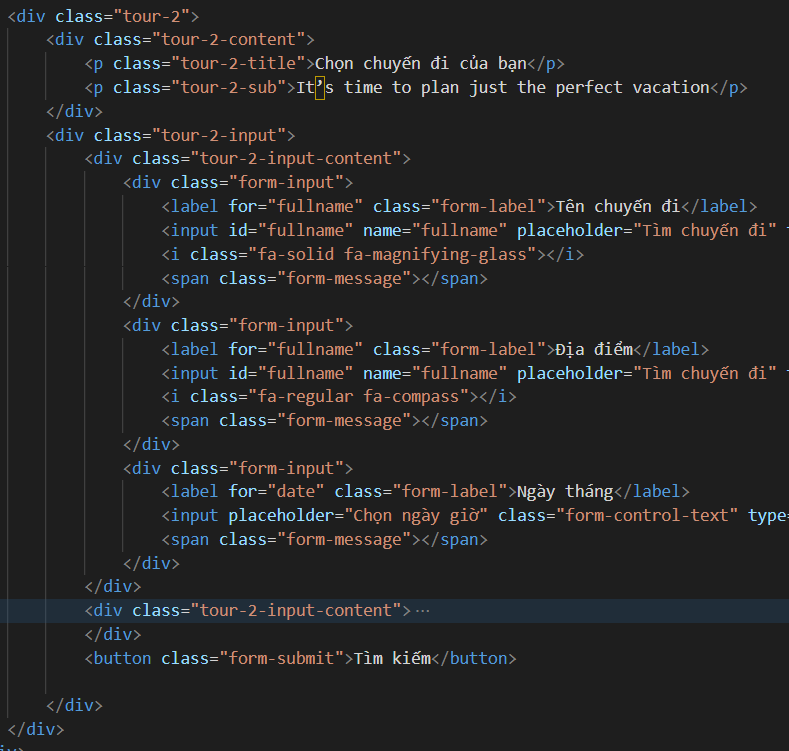 <div class="tour-2">
<div class="tour-2-content">
<p class="tour-2-title">Chọn chuyến đi của bạn</p>
<p class="tour-2-sub">It’s time to plan just the perfect vacation</p>
</div>
<div class="tour-2-input">
<div class="tour-2-input-content">
<div class="form-input">
<label for="fullname" class="form-label">Tên chuyến đi</label>
<input id="fullname" name="fullname" placeholder="Tìm chuyến đi"
<i class="fa-solid fa-magnifying-glass"></i>
<span class="form-message"></span>
</div>
<div class="form-input">
<label for="fullname" class="form-label">Địa điểm</label>
<input id="fullname" name="fullname" placeholder="Tìm chuyến đi"
<i class="fa-regular fa-compass"></i>
<span class="form-message"></span>
</div>
<div class="form-input">
<label for="date" class="form-label">Ngày tháng</label>
<input placeholder="Chọn ngày giờ" class="form-control-text" type=
<span class="form-message"></span>
</div>
</div>
<div class="tour-2-input-content">⋯
</div>
<button class="form-submit">Tìm kiếm</button>
</div>
</div>